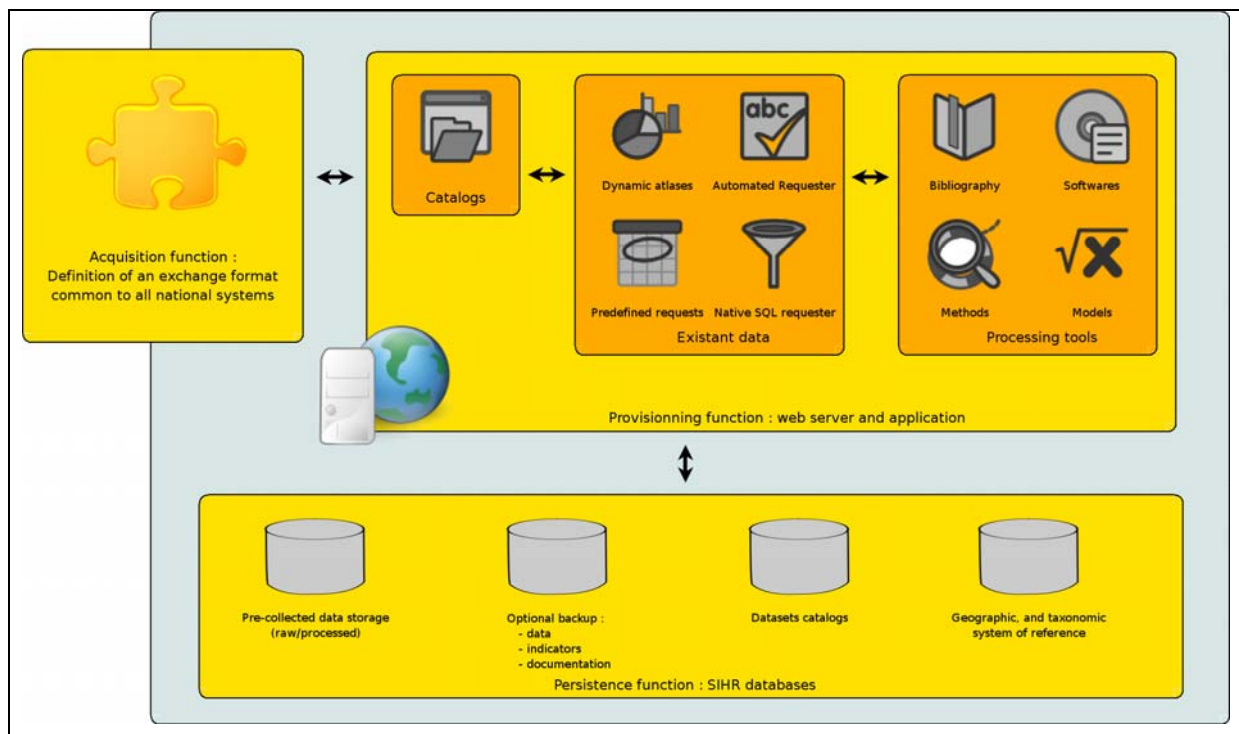 Acquisition function :
Definition of an exchange format
common to all national systems
Catalogs
abc
Dynamic atlases
Automated Requester
Predefined requests
Native SQL requester
Existant data
Bibliography
Softwares
Methods
Models
Processing tools
Provisionning function : web server and application
Pre-collected data storage
(raw/processed)
Optional backup :
- data
- indicators
- documentation
Datasets catalogs
Geographic, and taxonomic
system of reference
Persistence function : SIHR databases